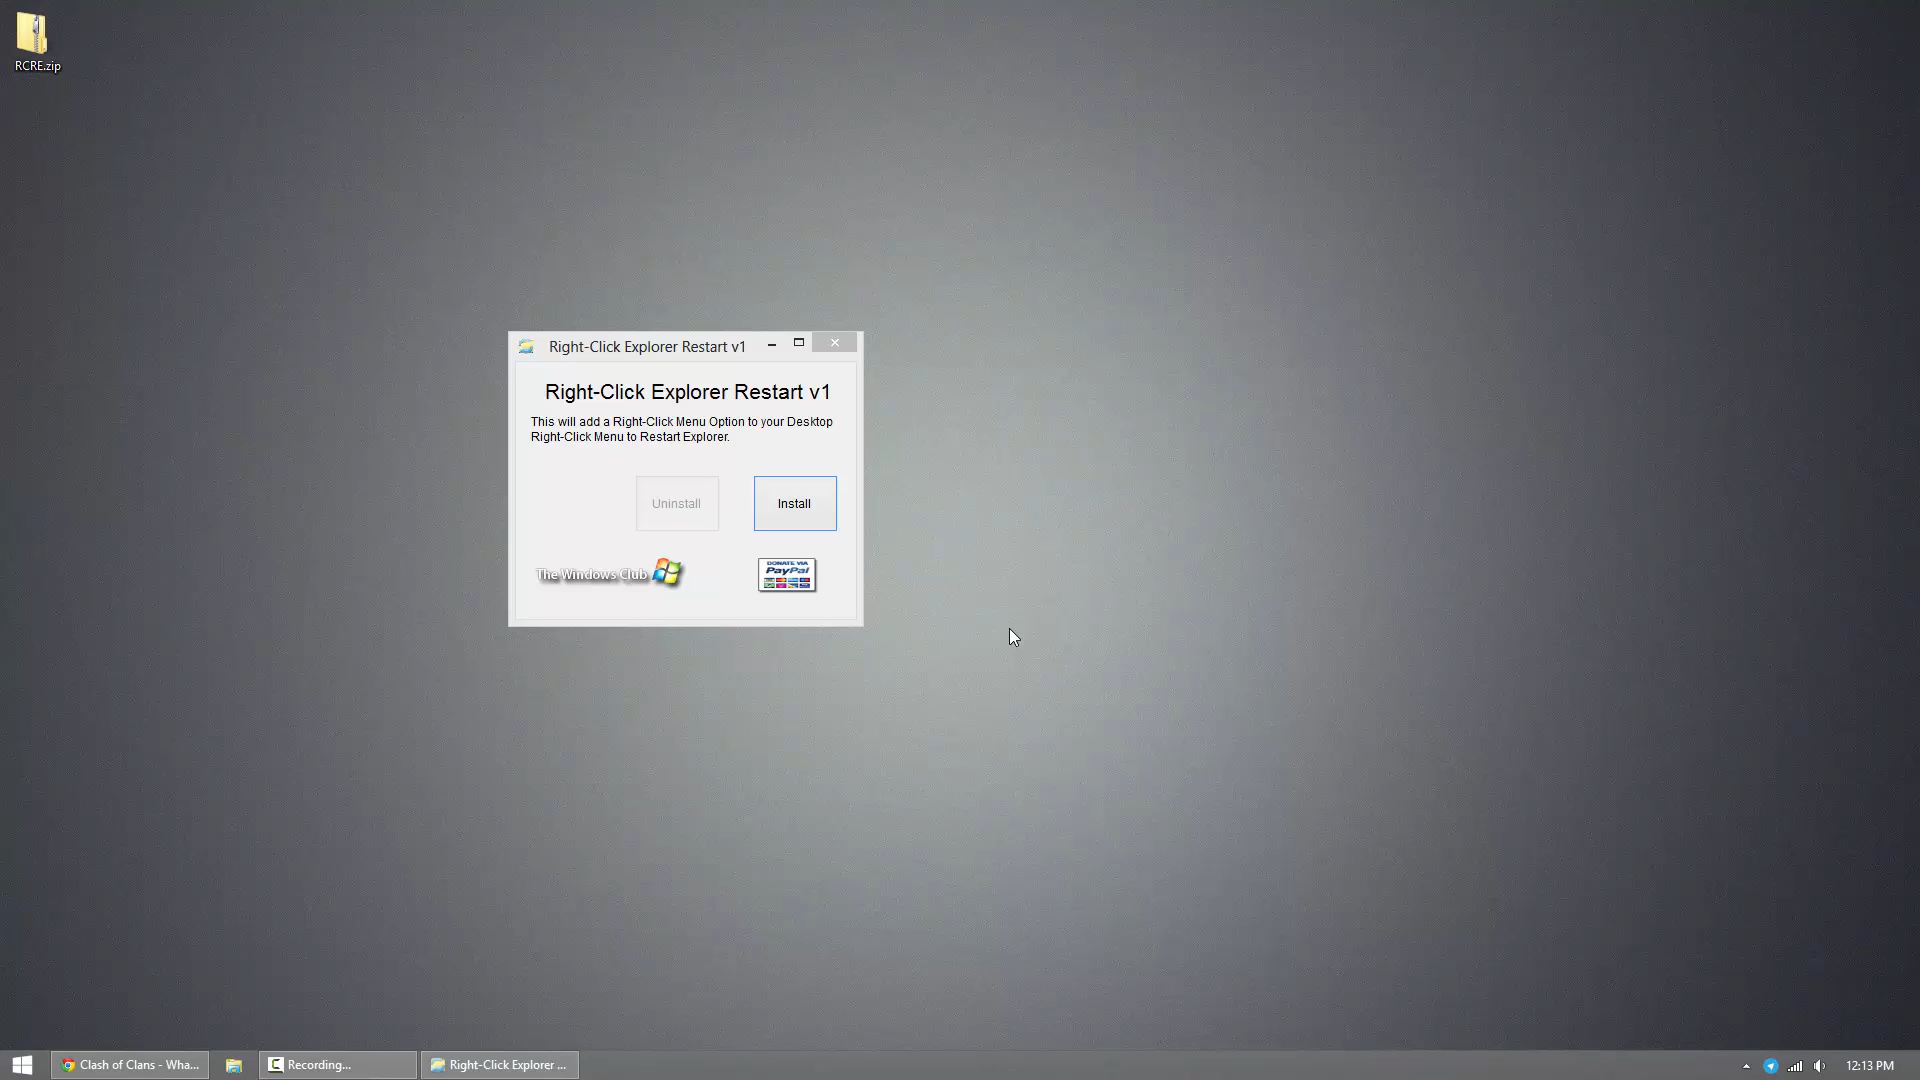 RCRE.zip
Right-Click Explorer Restart v1
Right-Click Explorer Restart v1
This will add a Right-Click Menu Option to your Desktop
Right-Click Menu to Restart Explorer.
Uninstall
Install
The Windows Club
DONATE VIA
PayPal
Clash of Clans - Wha...
Recording...
Right-Click Explorer ...
12:13 PM